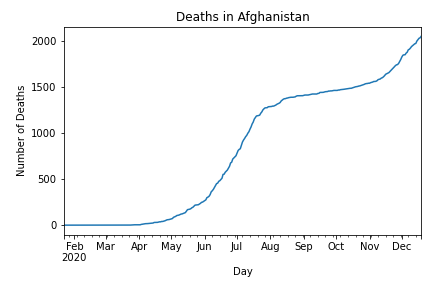 Deaths in Afghanistan
2000
1500
1000
500
0
Number of Deaths
Feb Mar Apr May Jun Jul Aug Sep Oct Nov Dec
2020
Day